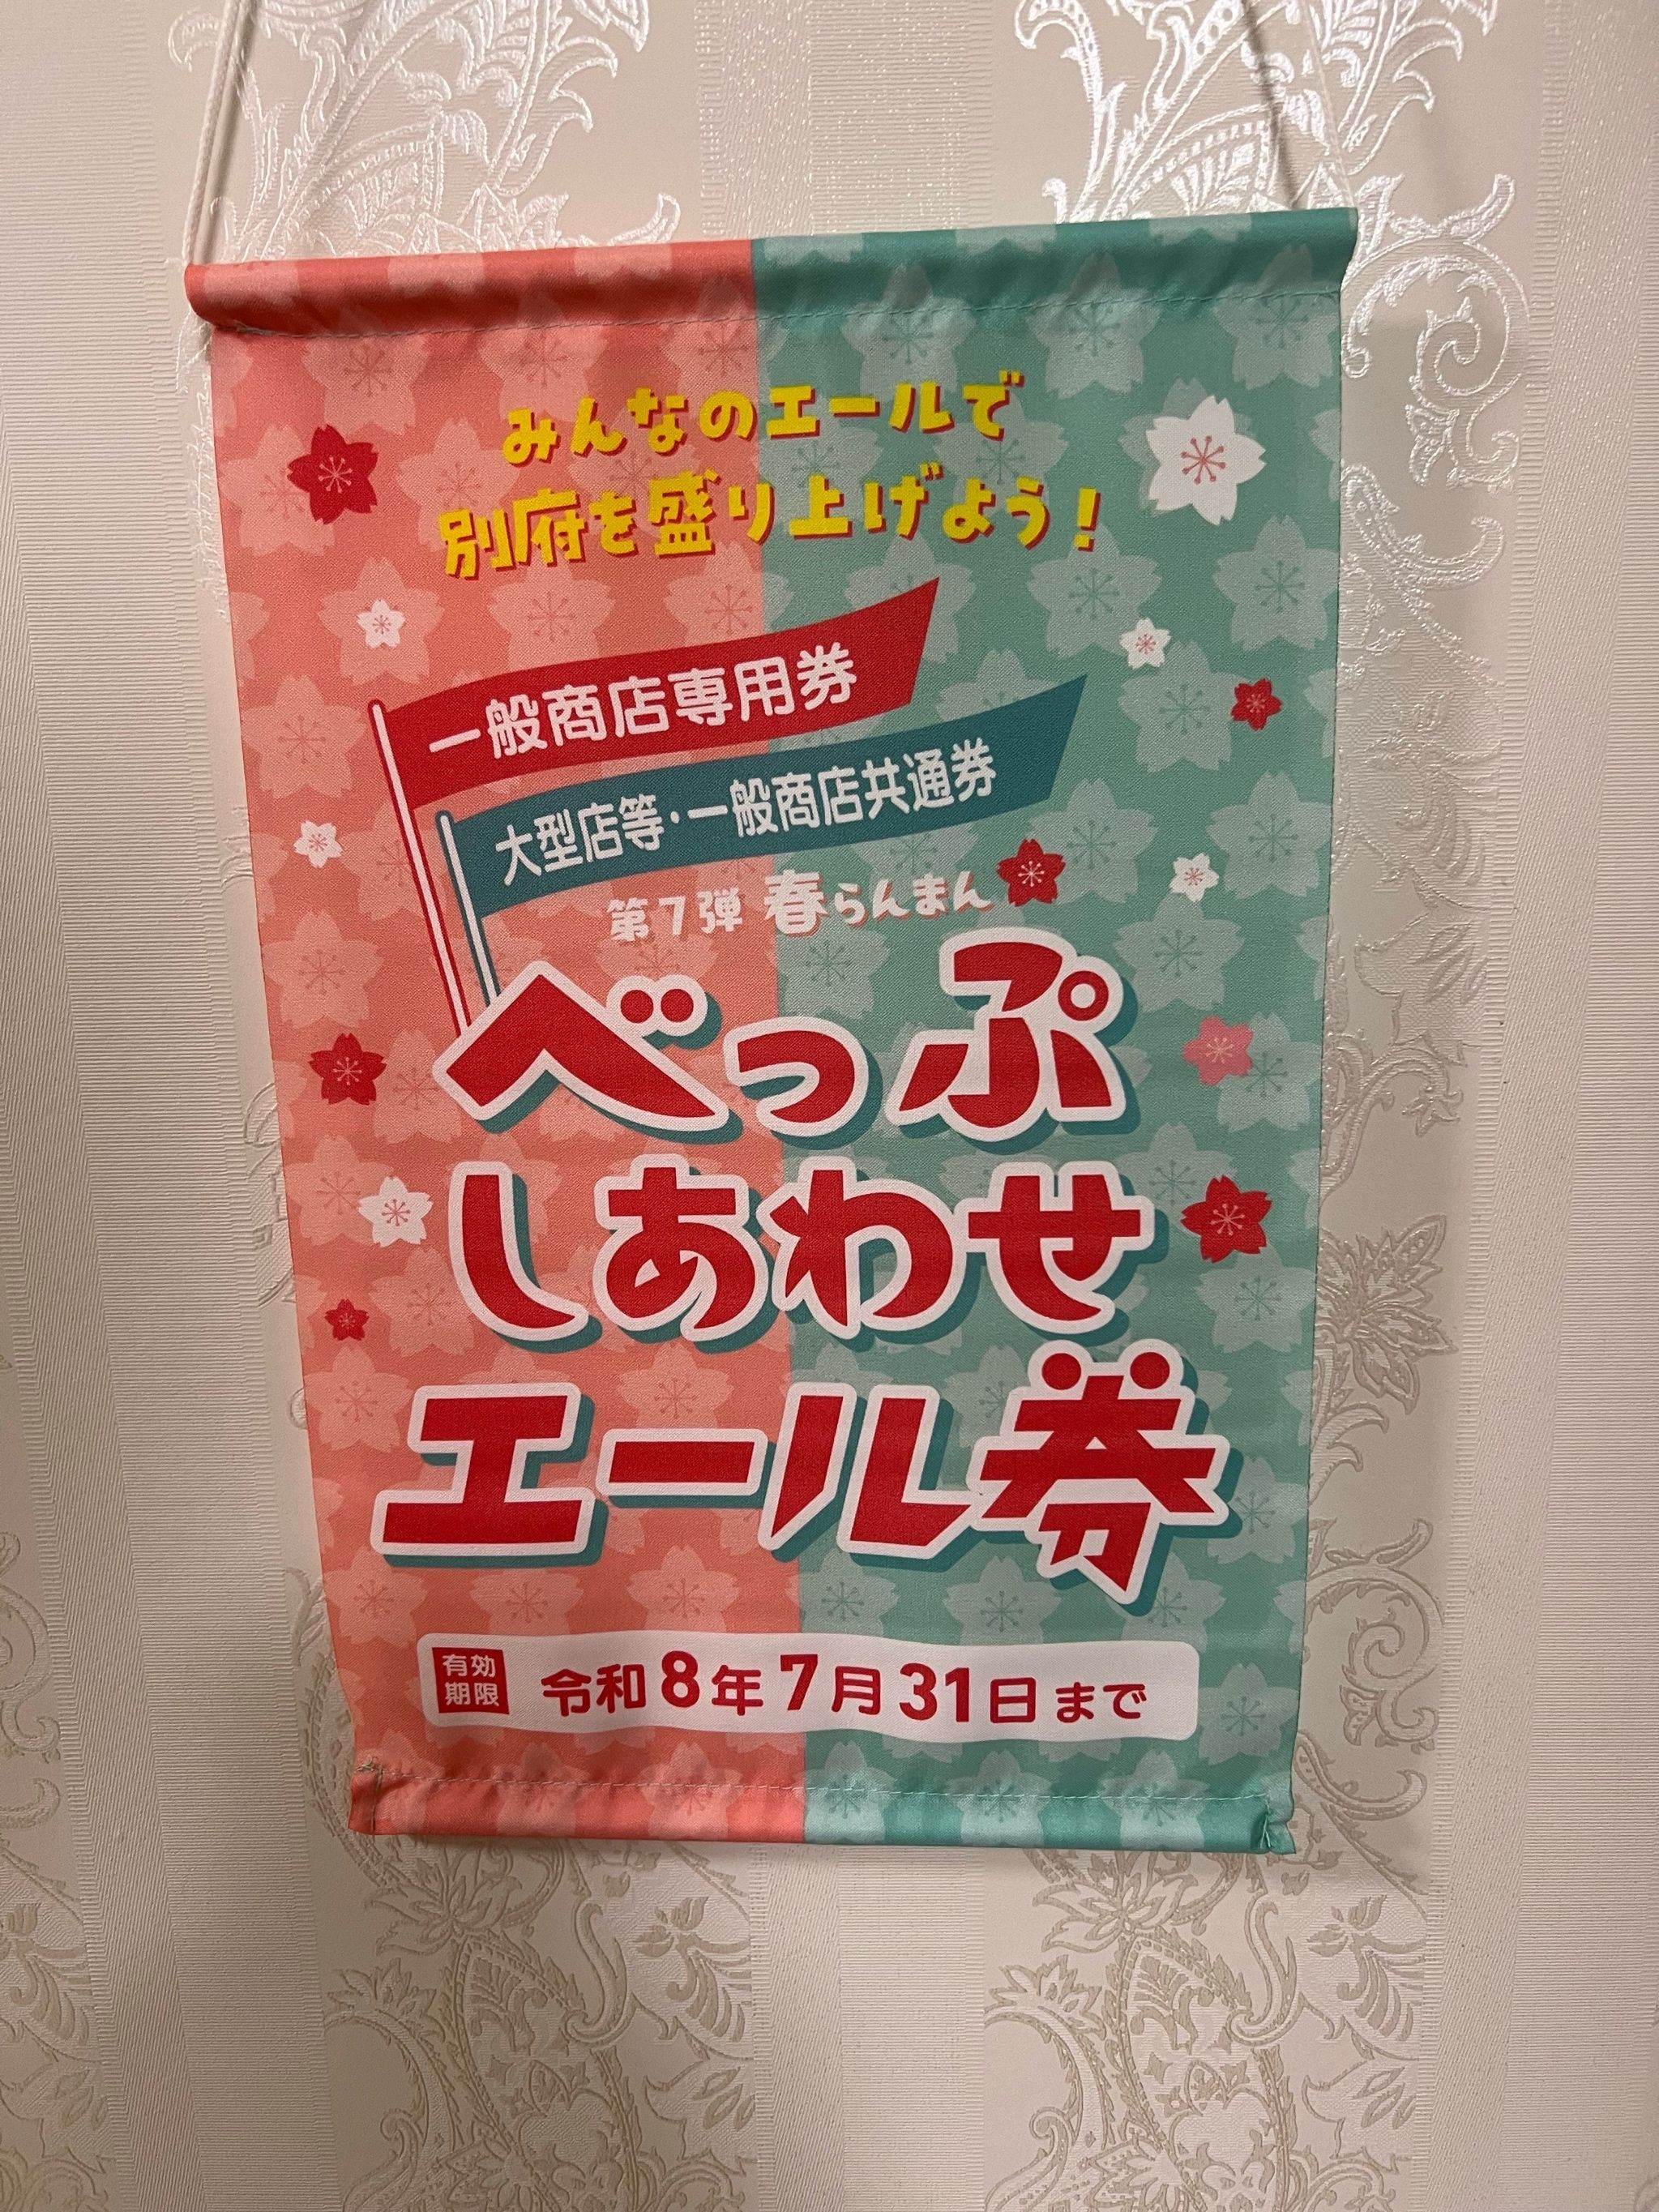 みんなのエールで
別府を盛り上げよう!
一般商店専用券
大型店等・一般商店共通券
第7弾 春らんまん
べっぷ
しあわせ
エール券
有効
期限
令和8年7月31日まで